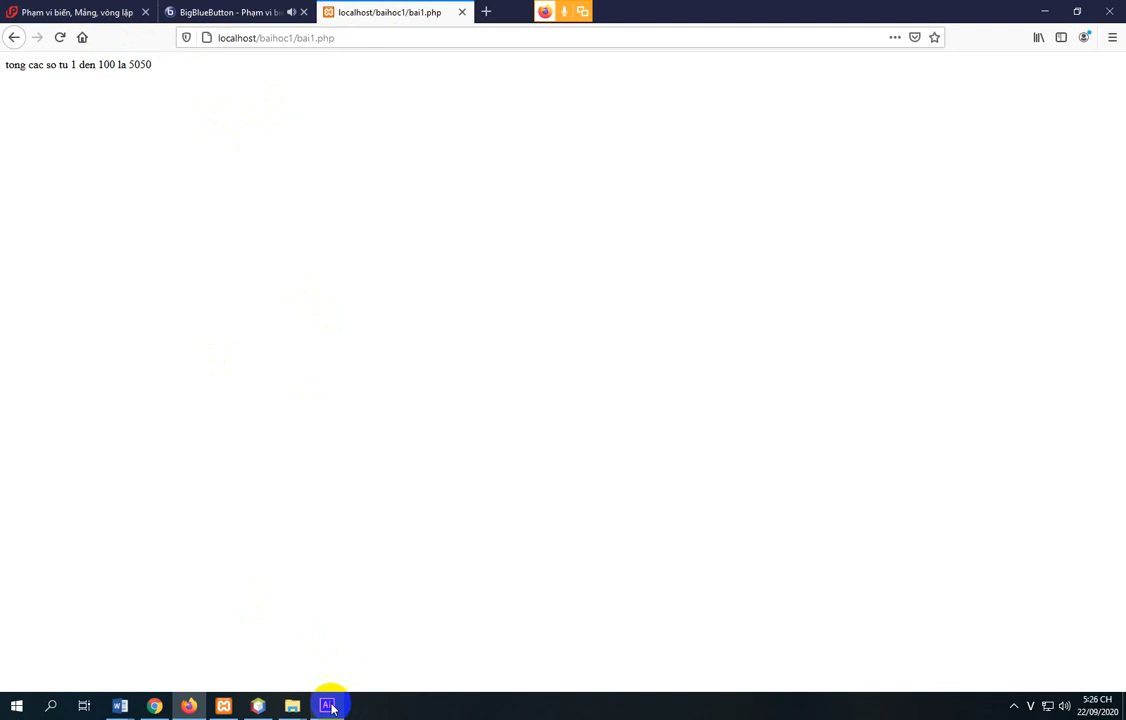 Phạm vi biến, Mảng, vòng lặp
BigBlueButton - Phạm vi bi
localhost/baihoc1/bai1.php
localhost/baihoc1/bai1.php
tong cac so tu 1 den 100 la 5050
Ai
V
5:26 CH
22/09/2020